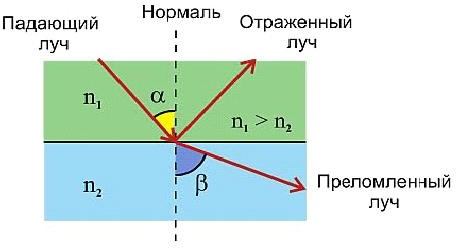 Нормаль
Падающий
луч
Отраженный
луч
n₁
α
n₁ > n₂
n₂
β
Преломленный
луч